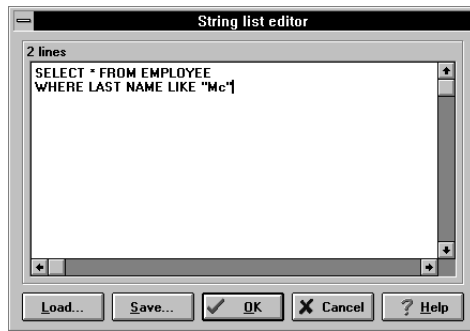 String list editor
2 lines
SELECT * FROM EMPLOYEE
WHERE LAST NAME LIKE "Mc"
Load... Save... OK Cancel ? Help